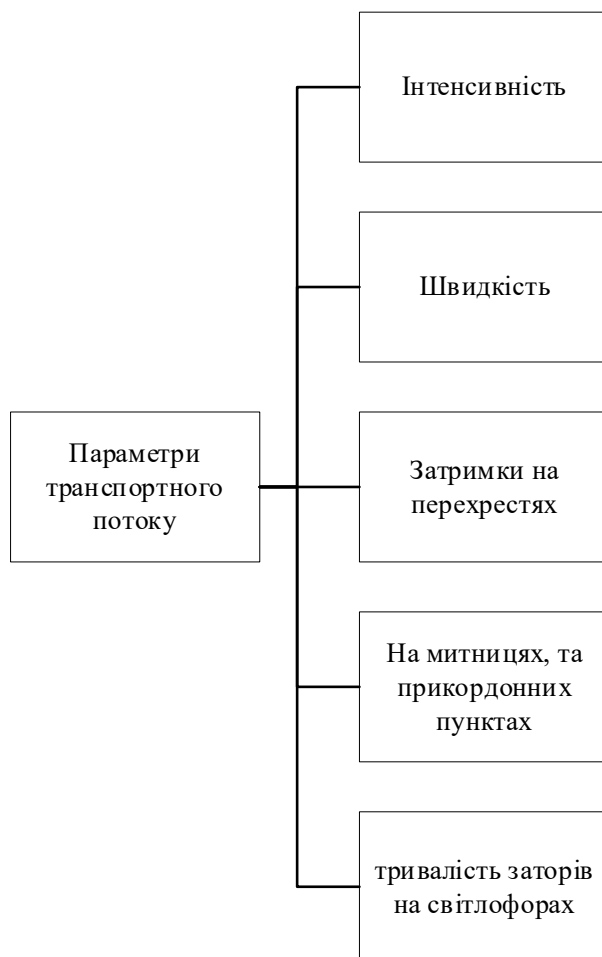 Інтенсивність
Швидкість
Параметри
транспортного
потоку
Затримки на
перехрестях
На митницях, та
прикордонних
пунктах
тривалість заторів
на світлофорах